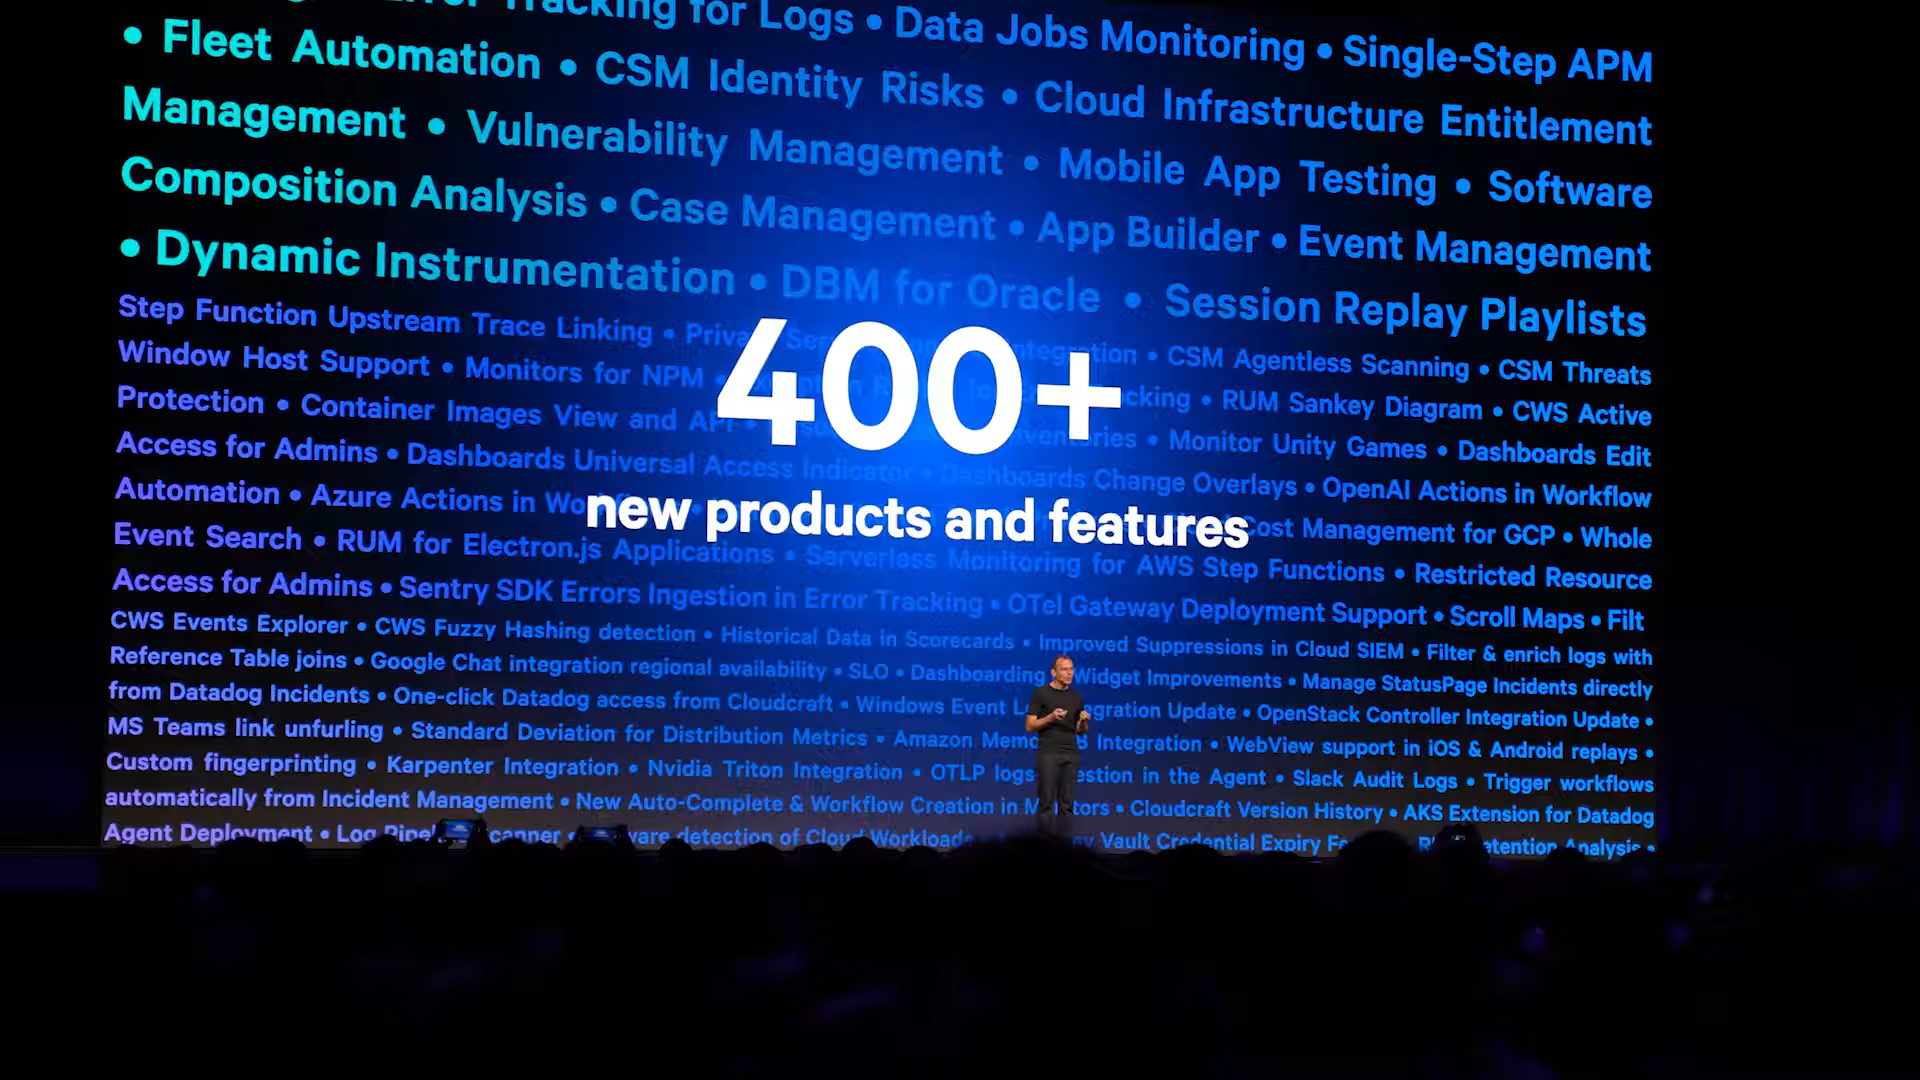 Error Tracking for Logs • Data Jobs Monitoring • Single-Step APM
• Fleet Automation • CSM Identity Risks • Cloud Infrastructure Entitlement
Management • Vulnerability Management • Mobile App Testing • Software
Composition Analysis • Case Management • App Builder • Event Management
• Dynamic Instrumentation • DBM for Oracle • Session Replay Playlists
Step Function Upstream Trace Linking • • CSM Agentless Scanning • CSM Threats
Window Host Support • Monitors for NPM • • RUM Sankey Diagram • CWS Active
Protection • Container Images View and • Monitor Unity Games • Dashboards Edit
Access for Admins • Dashboards Universal Access Indicator • Dashboards Change Overlays • OpenAI Actions in Workflow
Automation • Azure Actions in Cost Management for GCP • Whole
Event Search • RUM for Electron.js Applications • Serverless Monitoring for AWS Step Functions • Restricted Resource
Access for Admins • Sentry SDK Errors Ingestion in Error Tracking • OTel Gateway Deployment Support • Scroll Maps • Filt
400+
new products and features
CWS Events Explorer • CWS Fuzzy Hashing detection • Historical Data in Scorecards • Improved Suppressions in Cloud SIEM • Filter & enrich logs with
Reference Table joins • Google Chat integration regional availability • SLO • Dashboarding Widget Improvements • Manage StatusPage Incidents directly
from Datadog Incidents • One-click Datadog access from Cloudcraft • Windows Event Update • OpenStack Controller Integration Update •
MS Teams link unfurling • Standard Deviation for Distribution Metrics • Amazon Integration • WebView support in iOS & Android replays •
Custom fingerprinting • Karpenter Integration • Nvidia Triton Integration • OTLP logs in the Agent • Slack Audit Logs • Trigger workflows
automatically from Incident Management • New Auto-Complete & Workflow Creation in • Cloudcraft Version History • AKS Extension for Datadog
Agent Deployment • Log • detection of Cloud Workloads Vault Credential Expiry Analysis •